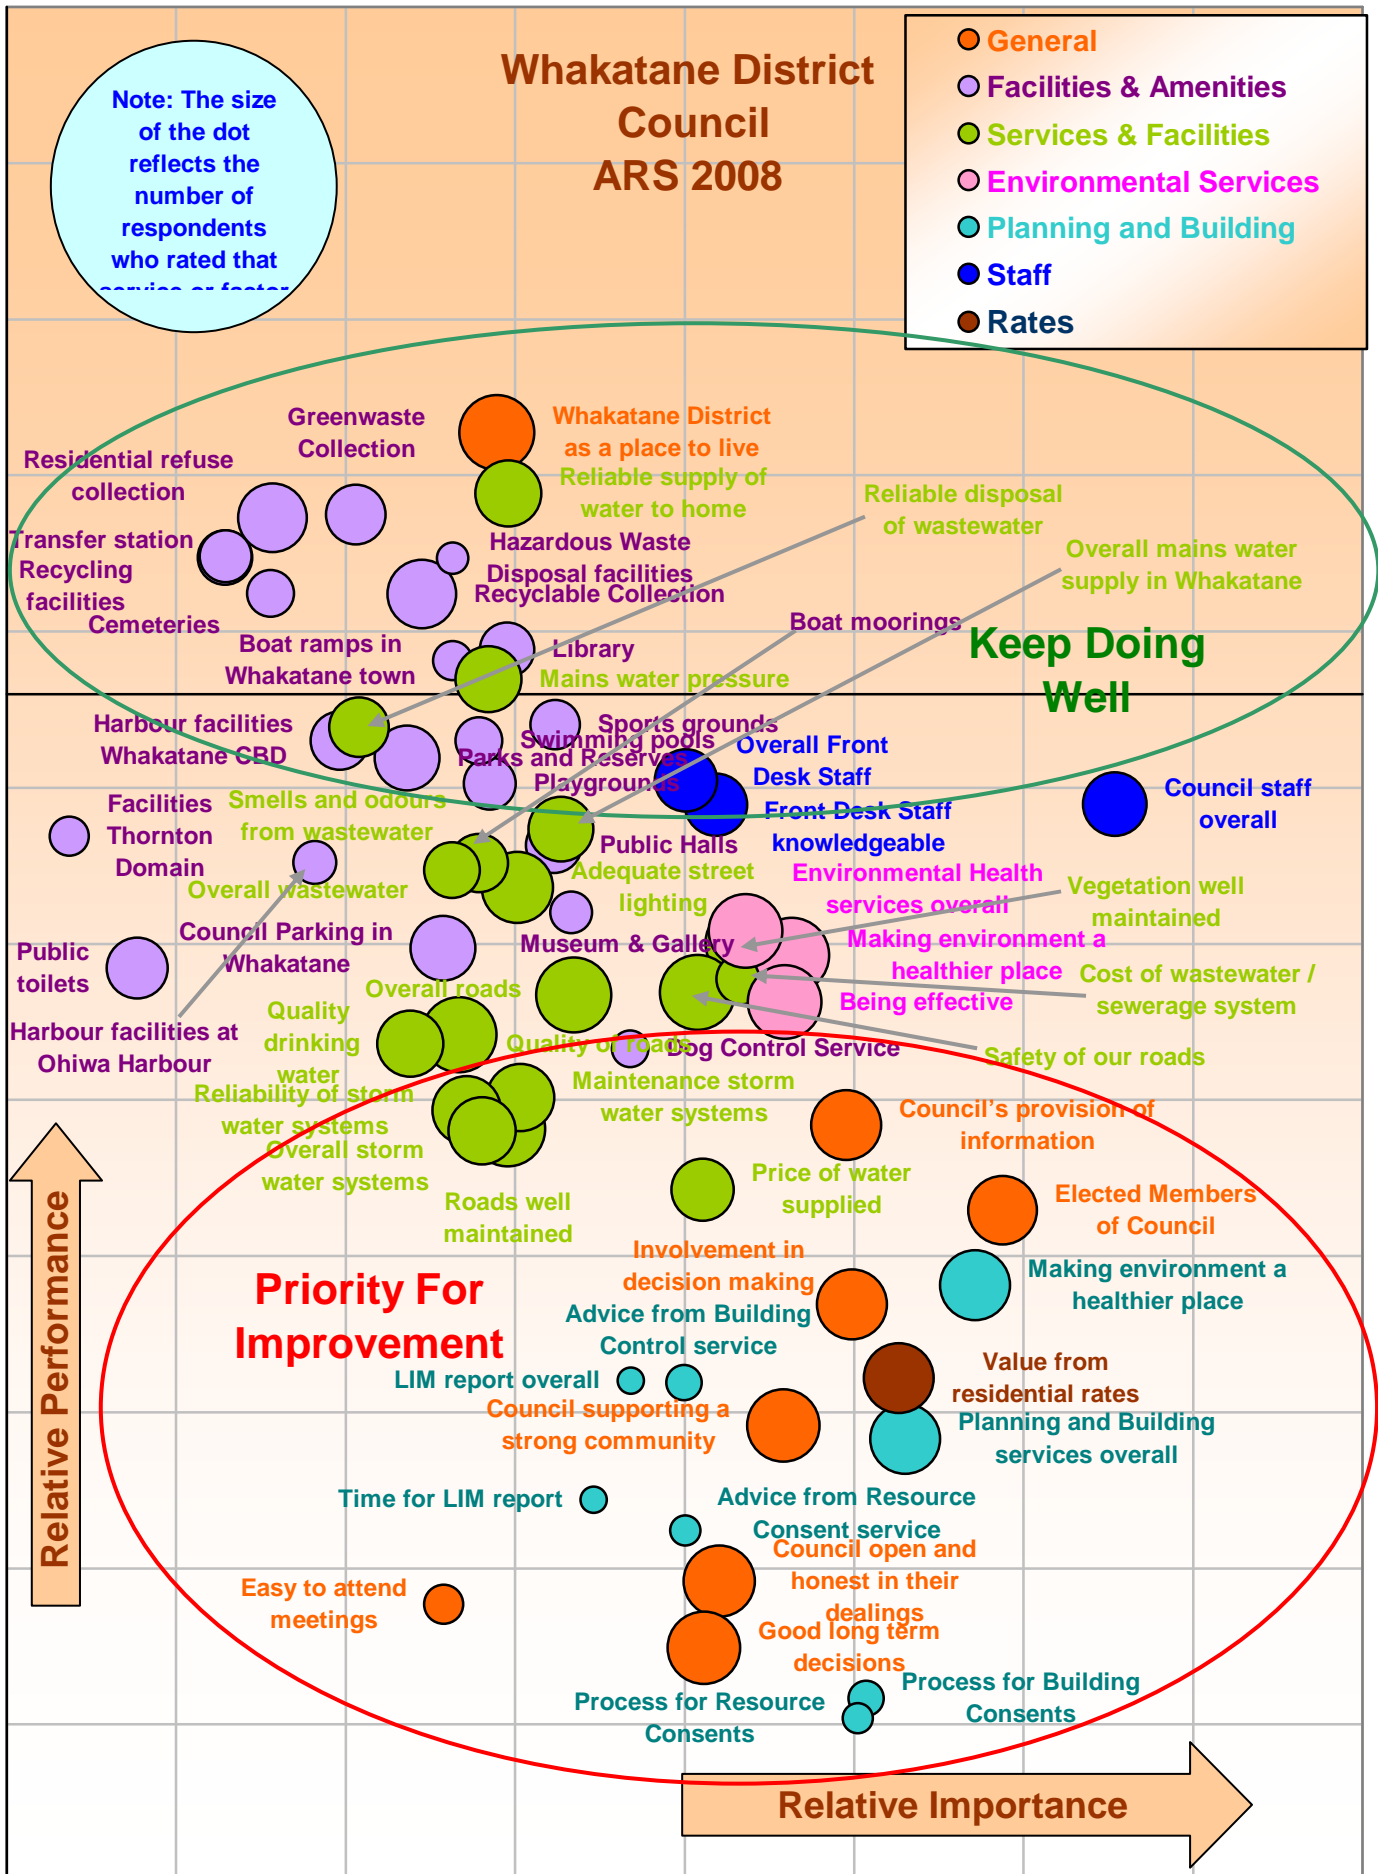 Whakatane District
Council
ARS 2008
Note: The size
of the dot
reflects the
number of
respondents
who rated that
service or factor
General
Facilities & Amenities
Services & Facilities
Environmental Services
Planning and Building
Staff
Rates
Greenwaste
Collection
Whakatane District
as a place to live
Residential refuse
collection
Reliable supply of
water to home
Reliable disposal
of wastewater
Transfer station
Recycling
facilities
Cemeteries
Hazardous Waste
Disposal facilities
Recyclable Collection
Overall mains water
supply in Whakatane
Boat moorings
Boat ramps in
Whakatane town
Library
Mains water pressure
Keep Doing
Well
Harbour facilities
Whakatane CBD
Sports grounds
Swimming pools
Parks and Reserves
Playgrounds
Overall Front
Desk Staff
Front Desk Staff
knowledgeable
Council staff
overall
Facilities
Thornton
Domain
Smells and odours
from wastewater
Overall wastewater
Public Halls
Adequate street
lighting
Environmental Health
services overall
Vegetation well
maintained
Public
toilets
Council Parking in
Whakatane
Museum & Gallery
Making environment a
healthier place
Being effective
Cost of wastewater /
sewerage system
Overall roads
Quality
drinking
water
Harbour facilities at
Ohiwa Harbour
Quality of roads
Dog Control Service
Safety of our roads
Reliability of storm
water systems
Maintenance storm
water systems
Overall storm
water systems
Roads well
maintained
Council’s provision of
information
Price of water
supplied
Elected Members
of Council
Involvement in
decision making
Making environment a
healthier place
Priority For
Improvement
Advice from Building
Control service
LIM report overall
Value from
residential rates
Council supporting a
strong community
Planning and Building
services overall
Time for LIM report
Advice from Resource
Consent service
Council open and
honest in their
dealings
Easy to attend
meetings
Good long term
decisions
Process for Building
Consents
Process for Resource
Consents
Relative Performance
Relative Importance